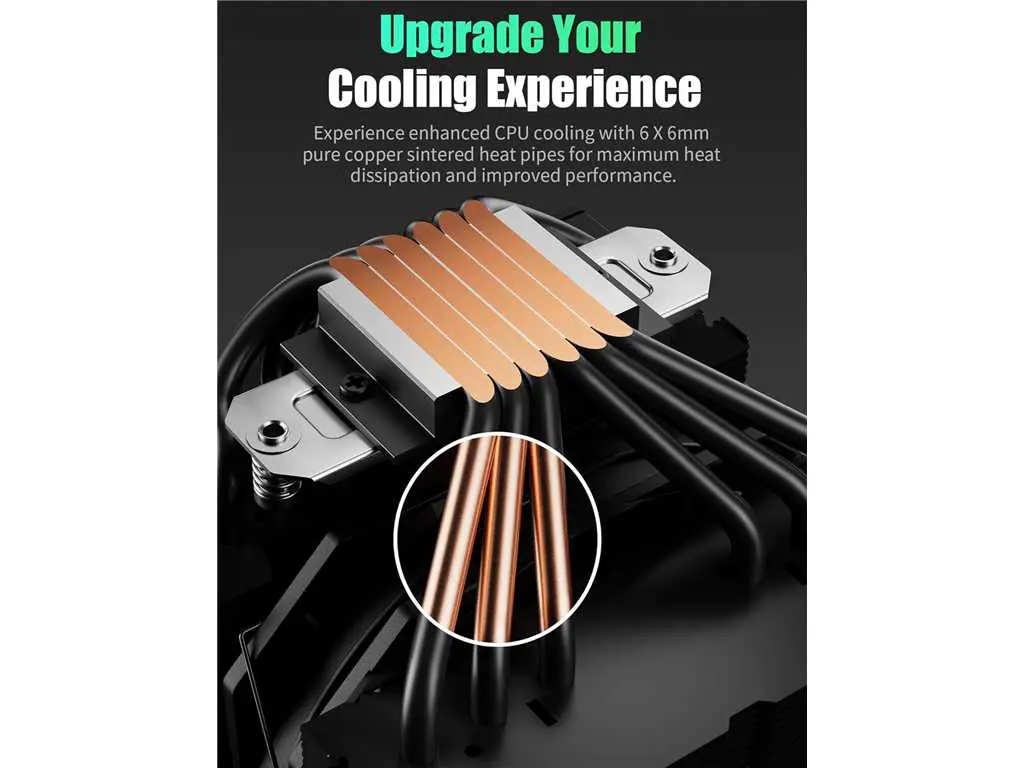 Upgrade Your
Cooling Experience
Experience enhanced CPU cooling with 6 X 6mm
pure copper sintered heat pipes for maximum heat
dissipation and improved performance.